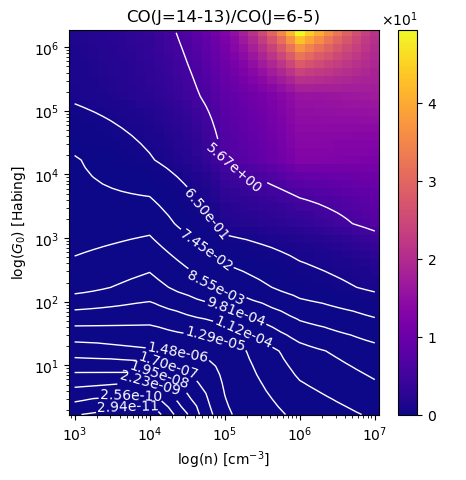 CO(J=14-13)/CO(J=6-5)
×10¹
10⁶
10⁵
10⁴
10³
10²
10¹
log(G₀) [Habing]
5.67e+00
6.50e-01
7.45e-02
8.55e-03
9.81e-04
1.12e-04
1.29e-05
1.48e-06
1.70e-07
1.95e-08
2.23e-09
2.56e-10
2.94e-11
4
3
2
1
0
10³
10⁴
10⁵
10⁶
10⁷
log(n) [cm⁻³]